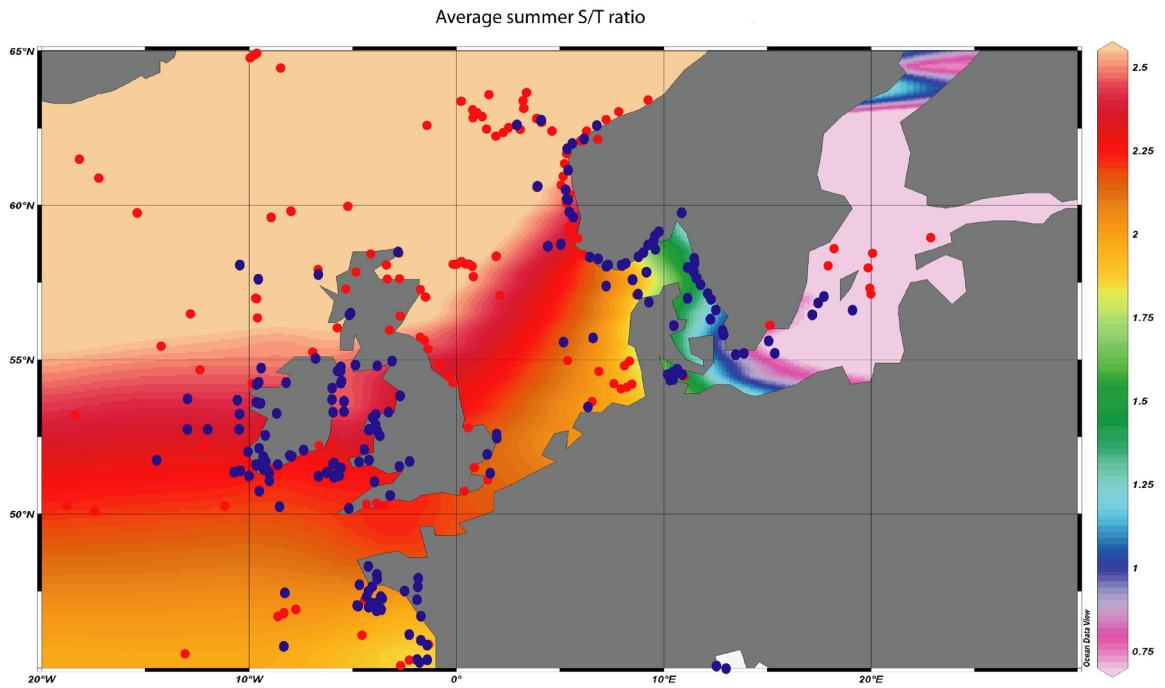 Average summer S/T ratio
65°N
60°N
55°N
50°N
20°W
10°W
0°
10°E
20°E
2.5
2.25
2
1.75
1.5
1.25
1
0.75
Ocean Data View